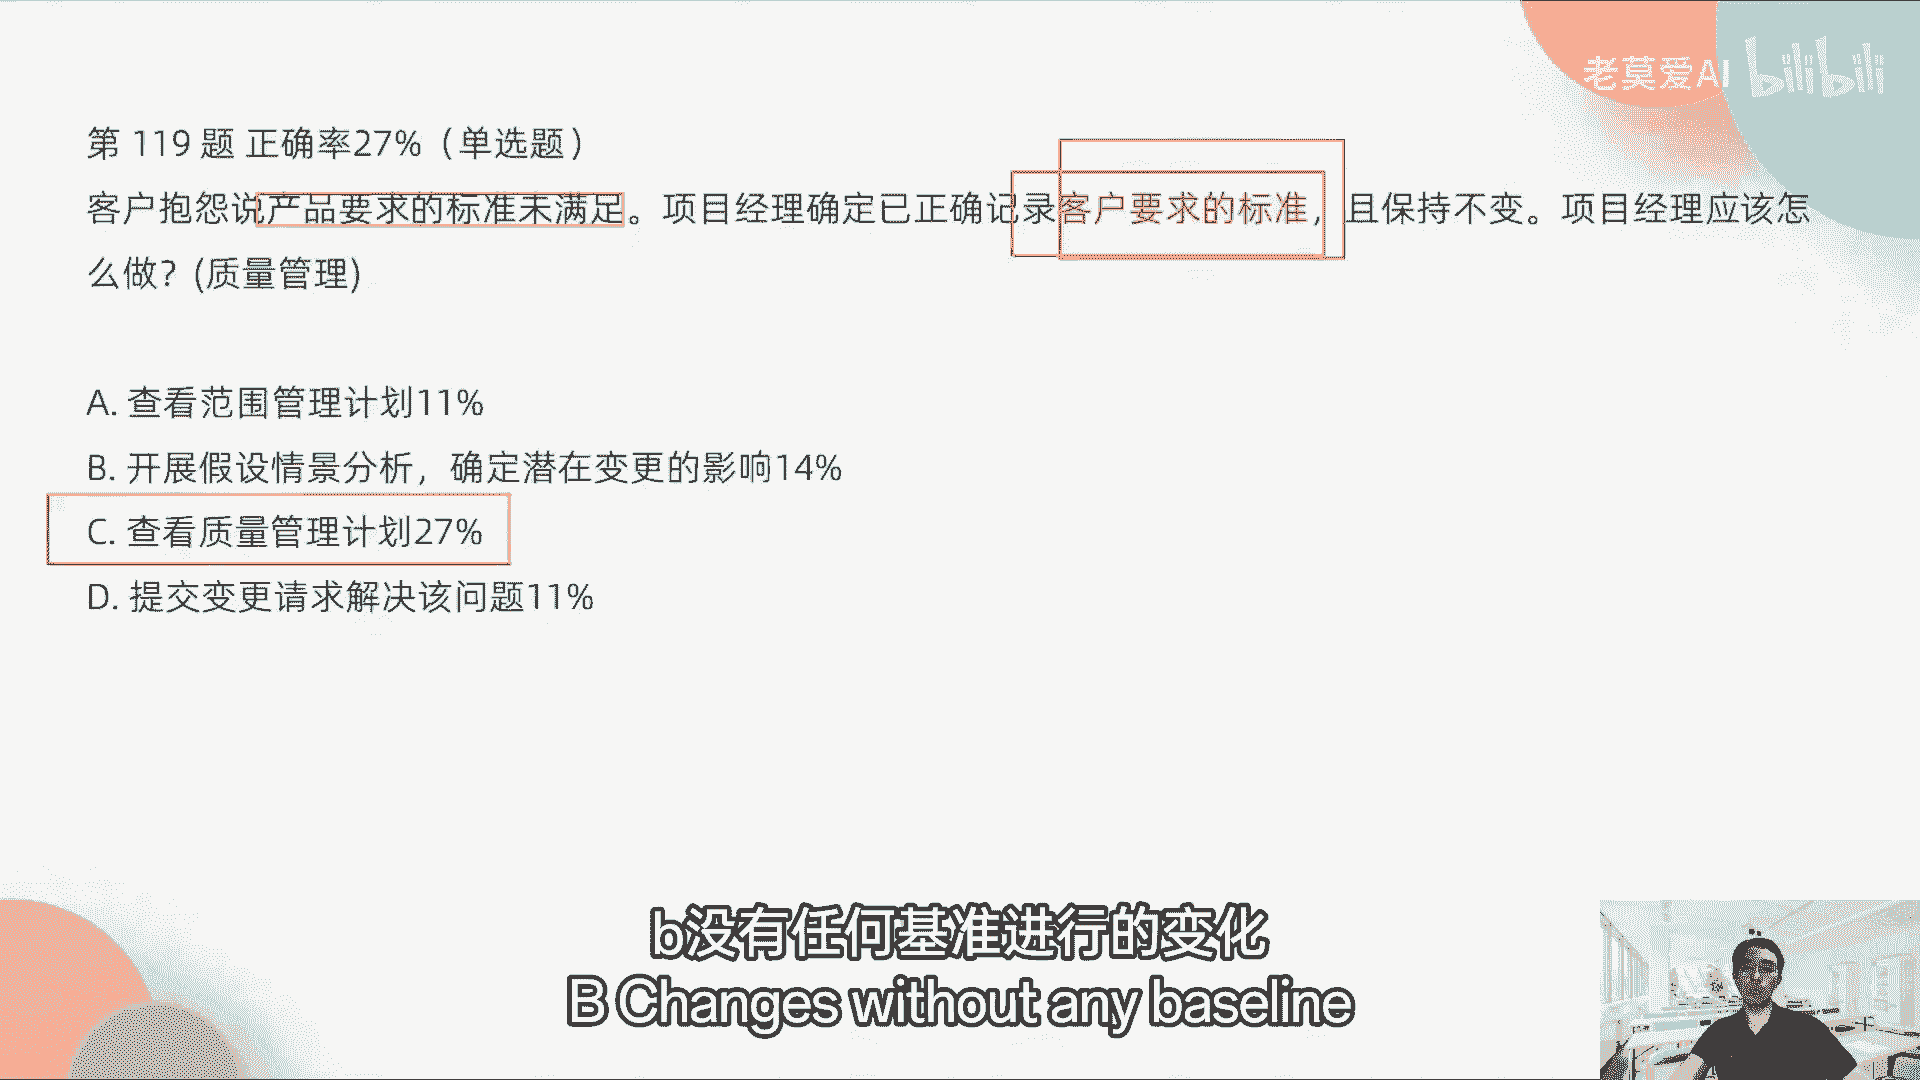 老莫爱AI bilibili
第 119 题 正确率27%（单选题）
客户抱怨说产品要求的标准未满足。项目经理确定已正确记录客户要求的标准，且保持不变。项目经理应该怎
么做？(质量管理)
A. 查看范围管理计划11%
B. 开展假设情景分析，确定潜在变更的影响14%
C. 查看质量管理计划27%
D. 提交变更请求解决该问题11%
b没有任何基准进行的变化
B Changes without any baseline